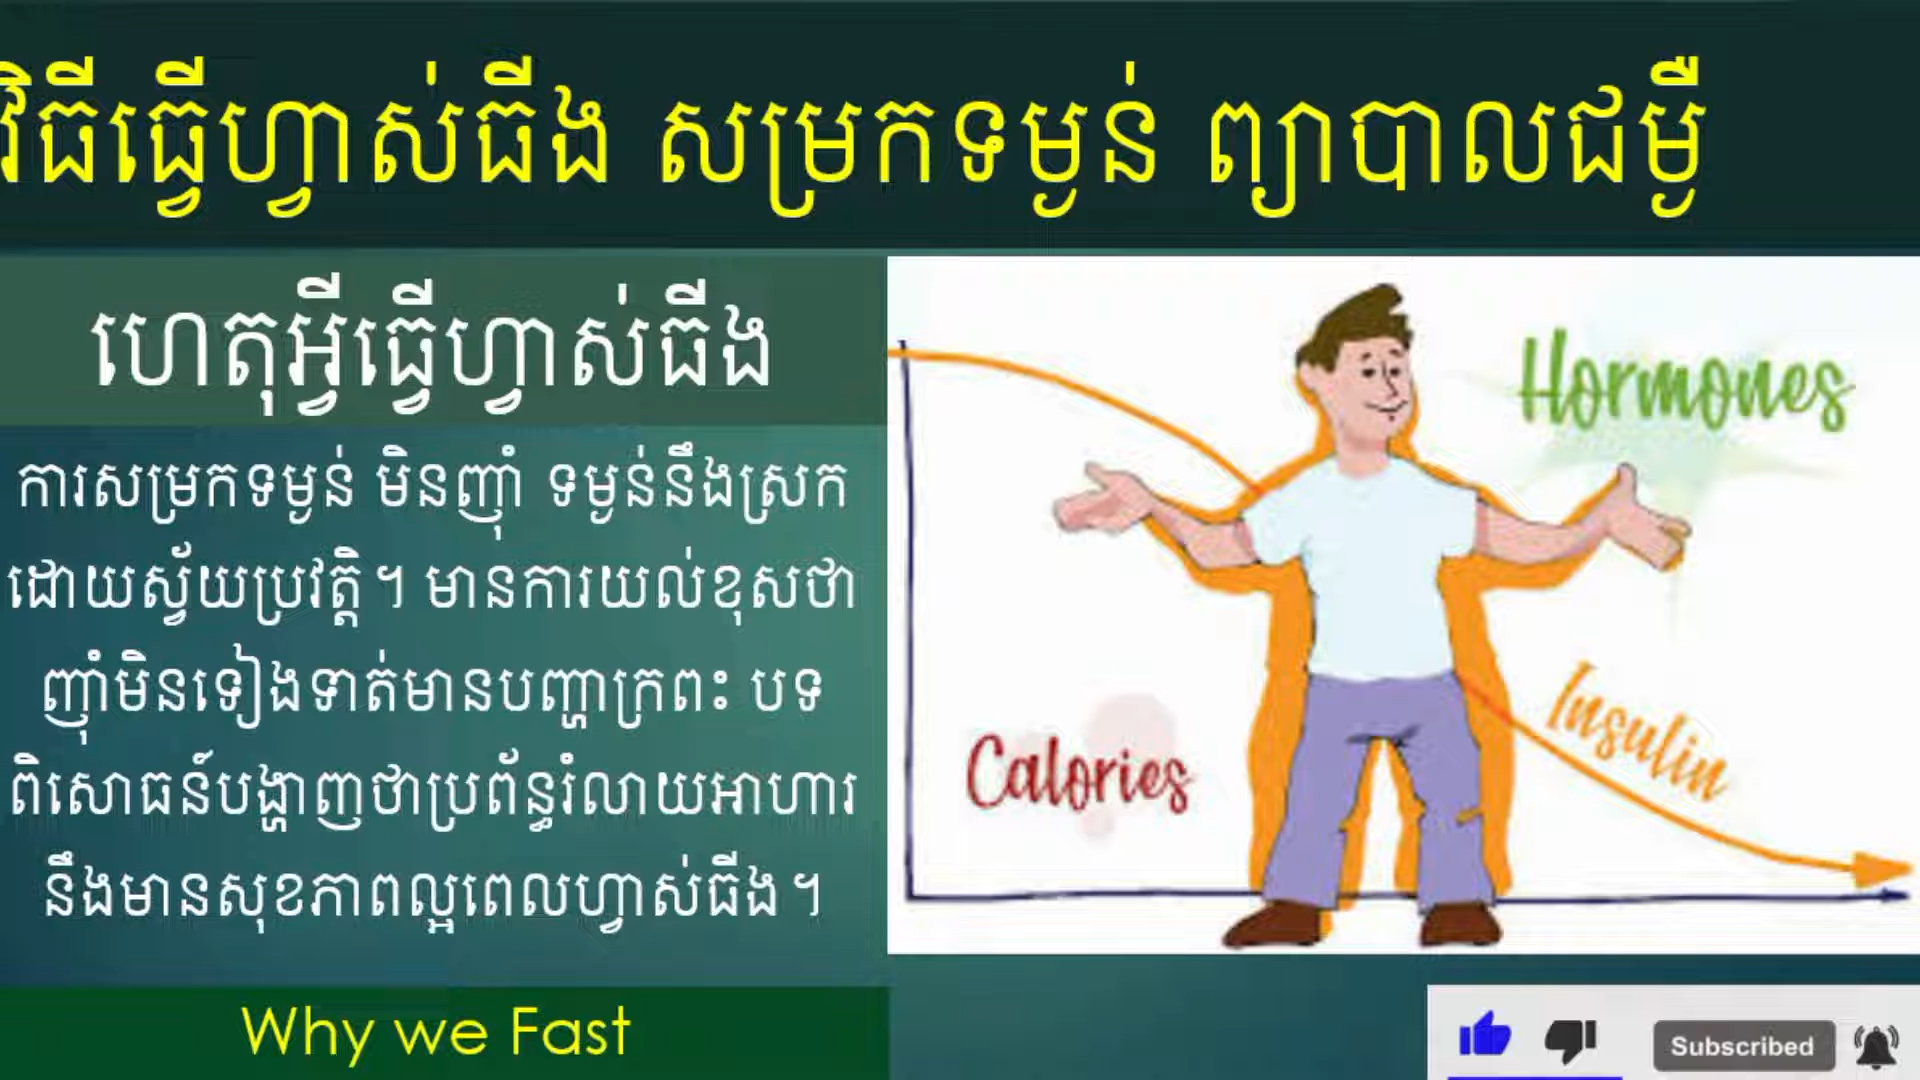 វិធីធ្វើហ្វាស់ធីង សម្រកទម្ងន់ ព្យាបាលជម្ងឺ
ហេតុអ្វីធ្វើហ្វាស់ធីង
ការសម្រកទម្ងន់ មិនញ៉ាំ ទម្ងន់នឹងស្រក
ដោយស្វ័យប្រវត្តិ។ មានការយល់ខុសថា
ញ៉ាំមិនទៀងទាត់មានបញ្ហាក្រពះ បទ
ពិសោធន៍បង្ហាញថាប្រព័ន្ធរំលាយអាហារ
នឹងមានសុខភាពល្អពេលហ្វាស់ធីង។
Why we Fast
Hormones
Calories
Insulin
Subscribed